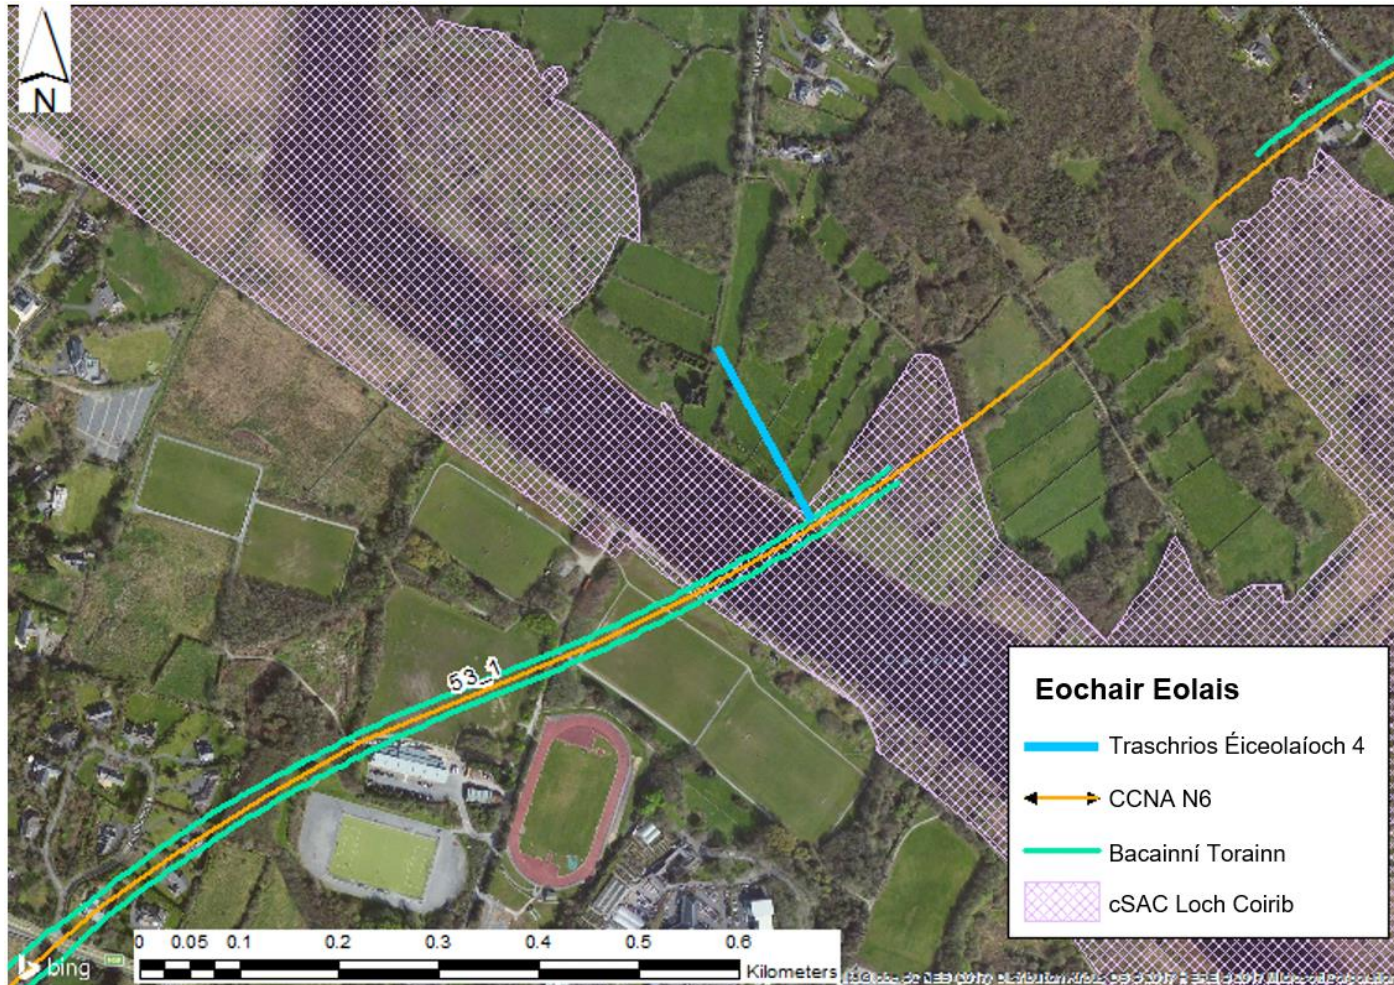 N
53_1
Eochair Eolais
Traschrios Éiceolaíoch 4
CCNA N6
Bacainní Torainn
cSAC Loch Coirib
0 0.05 0.1 0.2 0.3 0.4 0.5 0.6
Kilometers
bing